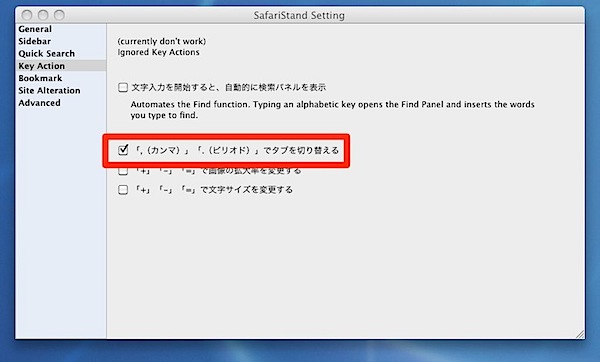 SafariStand Setting
General
Sidebar
Quick Search
Key Action
Bookmark
Site Alteration
Advanced
(currently don't work)
Ignored Key Actions
文字入力を開始すると、自動的に検索パネルを表示
Automates the Find function. Typing an alphabetic key opens the Find Panel and inserts the words
you type to find.
「,（カンマ）」「.（ピリオド）」でタブを切り替える
「+」「-」「=」で画像の拡大率を変更する
「+」「-」「=」で文字サイズを変更する